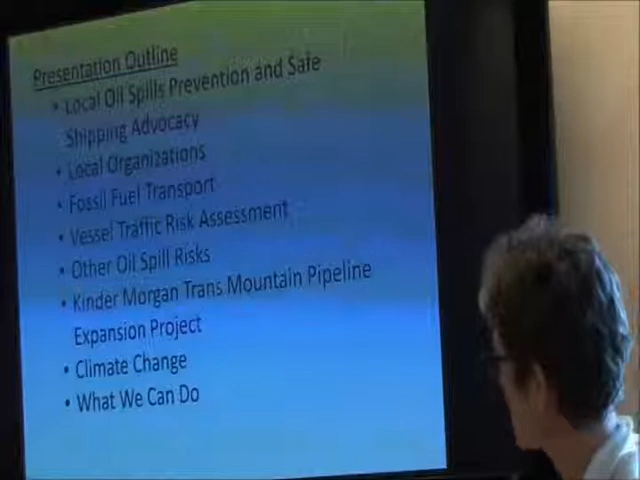 Presentation Outline
• Local Oil Spills Prevention and Safe
Shipping Advocacy
• Local Organizations
• Fossil Fuel Transport
• Vessel Traffic Risk Assessment
• Other Oil Spill Risks
• Kinder Morgan Trans Mountain Pipeline
Expansion Project
• Climate Change
• What We Can Do